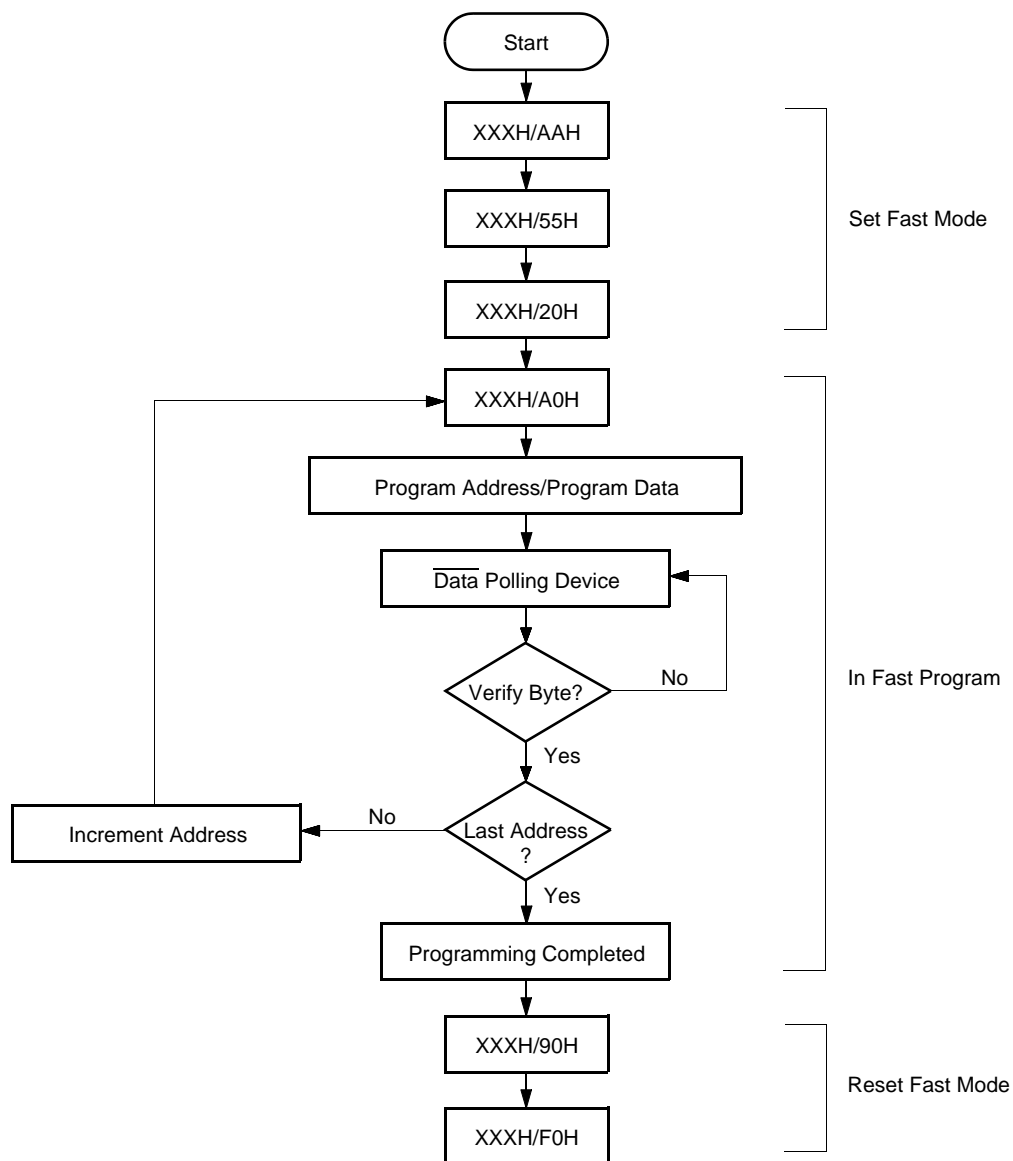 Start
XXXH/AAH
XXXH/55H
Set Fast Mode
XXXH/20H
XXXH/A0H
Program Address/Program Data
Data Polling Device
Verify Byte?
No
In Fast Program
Yes
Increment Address
No
Last Address
?
Yes
Programming Completed
XXXH/90H
Reset Fast Mode
XXXH/F0H